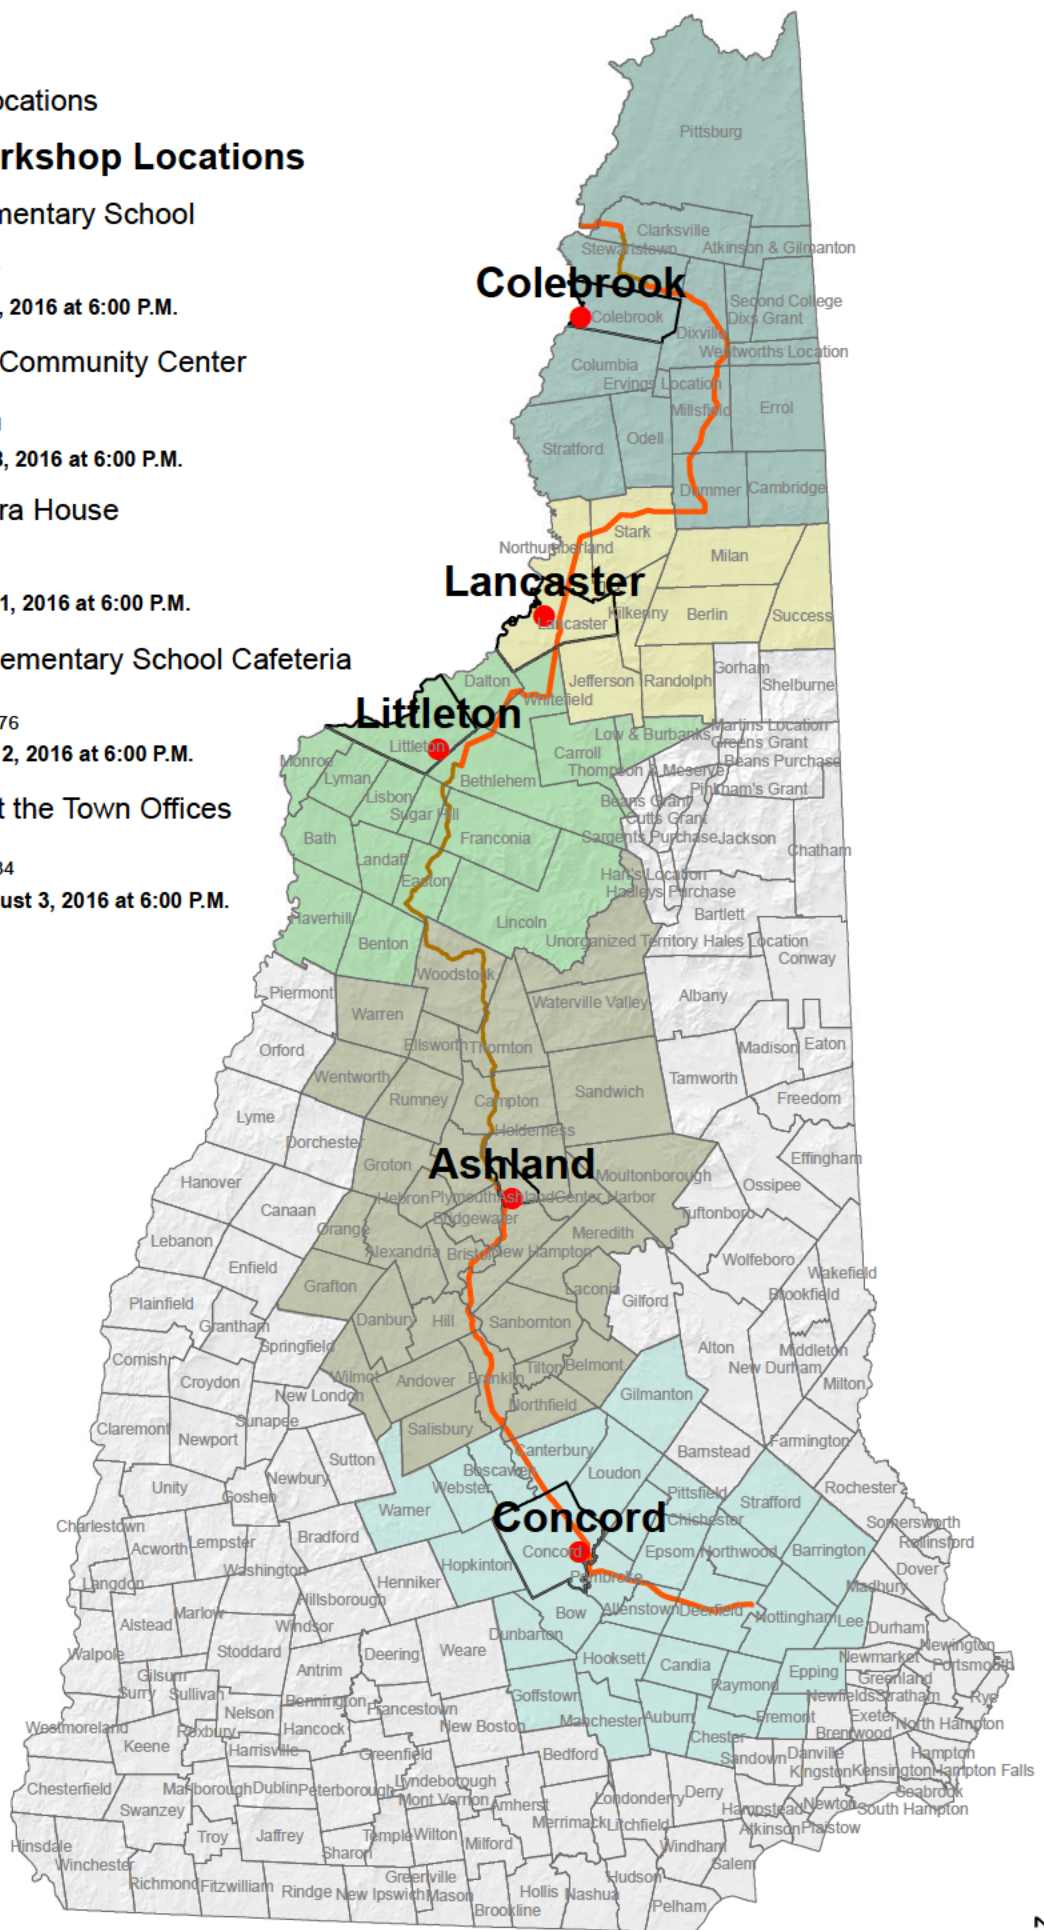 ocations
rkshop Locations
mentary School
, 2016 at 6:00 P.M.
Community Center
, 2016 at 6:00 P.M.
ra House
1, 2016 at 6:00 P.M.
ementary School Cafeteria
76
2, 2016 at 6:00 P.M.
t the Town Offices
34
ust 3, 2016 at 6:00 P.M.
Pittsburg
Clarksville
Stewartstown
Atkinson & Gilmanton
Colebrook
Second College
Colebrook
Dixs Grant
Dixville
Wentworths Location
Columbia
Ervings Location
Millsfield
Errol
Odell
Stratford
Dummer
Cambridge
Stark
Northumberland
Milan
Lancaster
Kilkenny
Berlin
Success
Lancaster
Gorham
Dalton
Jefferson
Randolph
Shelburne
Whitefield
Littleton
Martins Location
Low & Burbanks
Greens Grant
Littleton
Carroll
Beans Purchase
Monroe
Thompson & Meserve
Lyman
Bethlehem
Pinkham's Grant
Lisbon
Beans Grant
Sugar Hill
Cutts Grant
Bath
Franconia
Sargents Purchase
Jackson
Chatham
Landaff
Easton
Hart's Location
Hadleys Purchase
Haverhill
Lincoln
Bartlett
Benton
Unorganized Territory
Hales Location
Conway
Woodstock
Piermont
Warren
Waterville Valley
Albany
Orford
Ellsworth
Thornton
Madison
Eaton
Wentworth
Sandwich
Tamworth
Rumney
Campton
Freedom
Lyme
Dorchester
Holderness
Ashland
Groton
Moultonborough
Effingham
Hanover
Ossipee
Hebron
Plymouth
Ashland
Center Harbor
Canaan
Bridgewater
Tuftonboro
Orange
Meredith
Lebanon
Alexandria
Bristol
New Hampton
Wolfeboro
Enfield
Grafton
Laconia
Wakefield
Plainfield
Gilford
Brookfield
Grantham
Danbury
Hill
Sanbornton
Springfield
Alton
Middleton
Cornish
Tilton
Belmont
New Durham
Croydon
Wilmot
Andover
Franklin
Milton
New London
Gilmanton
Northfield
Claremont
Sunapee
Salisbury
Newport
Farmington
Sutton
Canterbury
Barnstead
Newbury
Boscawen
Loudon
Unity
Webster
Pittsfield
Rochester
Goshen
Strafford
Warner
Concord
Chichester
Somersworth
Charlestown
Lempster
Bradford
Rollinsford
Acworth
Concord
Epsom
Northwood
Barrington
Washington
Hopkinton
Dover
Langdon
Henniker
Pembroke
Madbury
Hillsborough
Allenstown
Deerfield
Marlow
Bow
Nottingham
Lee
Alstead
Windsor
Durham
Dunbarton
Newington
Walpole
Stoddard
Deering
Weare
Hooksett
Newmarket
Portsmouth
Antrim
Candia
Epping
Gilsum
Greenland
Surry
Sullivan
Raymond
Bennington
Goffstown
Newfields
Stratham
Rye
Nelson
Francestown
Auburn
Fremont
Exeter
Westmoreland
Roxbury
Hancock
New Boston
Manchester
Brentwood
North Hampton
Keene
Chester
Harrisville
Greenfield
Bedford
Sandown
Danville
Hampton
Kingston
Kensington
Hampton Falls
Chesterfield
Marlborough
Dublin
Peterborough
Lyndeborough
Derry
Seabrook
Mont Vernon
Londonderry
Swanzey
Amherst
Hampstead
Newton
South Hampton
Merrimack
Litchfield
Atkinson
Plaistow
Troy
Jaffrey
Temple
Wilton
Hinsdale
Sharon
Milford
Windham
Winchester
Salem
Greenville
Hudson
Richmond
Fitzwilliam
Rindge
New Ipswich
Mason
Hollis
Nashua
Brookline
Pelham